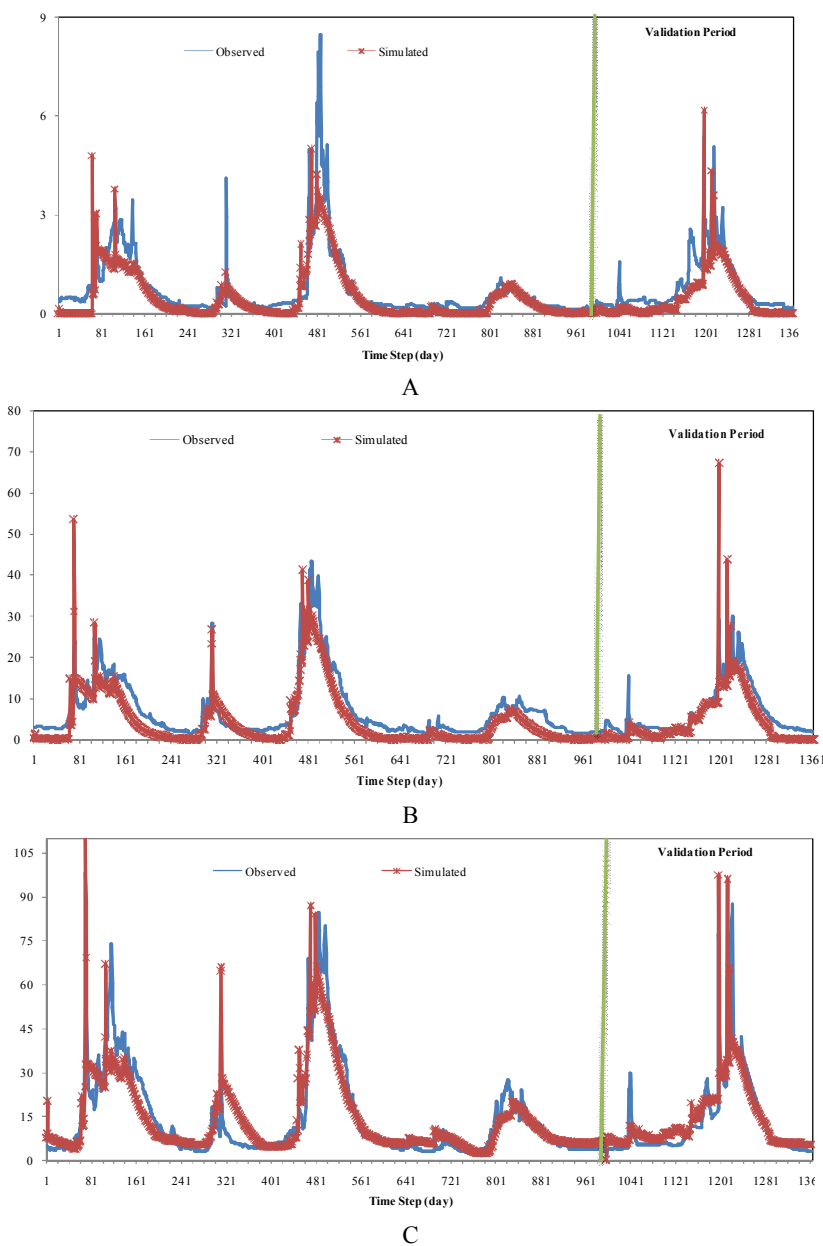 9
6
3
0
Observed
Simulated
Validation Period
1 81 161 241 321 401 481 561 641 721 801 881 961 1041 1121 1201 1281 136
Time Step (day)
A
80
70
60
50
40
30
20
10
0
Observed
Simulated
Validation Period
1 81 161 241 321 401 481 561 641 721 801 881 961 1041 1121 1201 1281 1361
Time Step (day)
B
105
90
75
60
45
30
15
0
Observed
Simulated
Validation Period
1 81 161 241 321 401 481 561 641 721 801 881 961 1041 1121 1201 1281 136
Time Step (day)
C